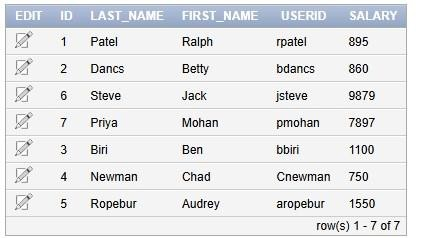 EDIT ID LAST_NAME FIRST_NAME USERID SALARY
1 Patel Ralph rpatel 895
2 Dancs Betty bdancs 860
6 Steve Jack jsteve 9879
7 Priya Mohan pmohan 7897
3 Biri Ben bbiri 1100
4 Newman Chad Cnewman 750
5 Ropebur Audrey aropebur 1550
row(s) 1 - 7 of 7